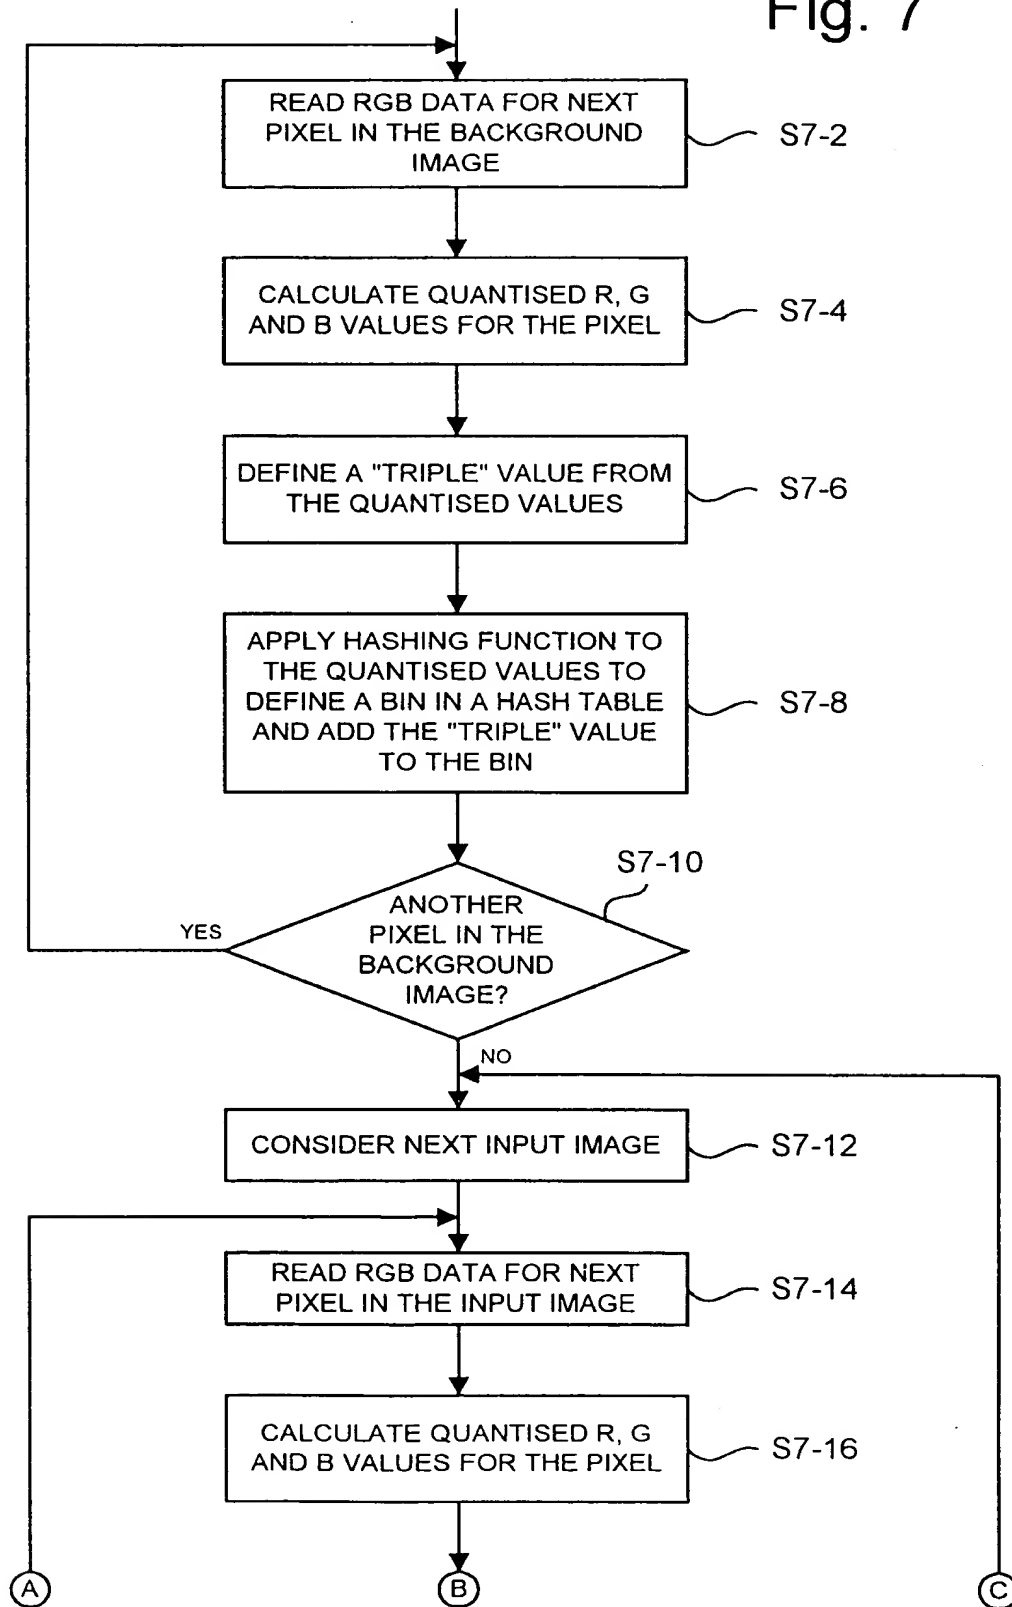 Fig. 7
READ RGB DATA FOR NEXT
PIXEL IN THE BACKGROUND
IMAGE
S7-2
CALCULATE QUANTISED R, G
AND B VALUES FOR THE PIXEL
S7-4
DEFINE A "TRIPLE" VALUE FROM
THE QUANTISED VALUES
S7-6
APPLY HASHING FUNCTION TO
THE QUANTISED VALUES TO
DEFINE A BIN IN A HASH TABLE
AND ADD THE "TRIPLE" VALUE
TO THE BIN
S7-8
S7-10
ANOTHER
PIXEL IN THE
BACKGROUND
IMAGE?
YES
NO
CONSIDER NEXT INPUT IMAGE
S7-12
READ RGB DATA FOR NEXT
PIXEL IN THE INPUT IMAGE
S7-14
CALCULATE QUANTISED R, G
AND B VALUES FOR THE PIXEL
S7-16
A
B
C